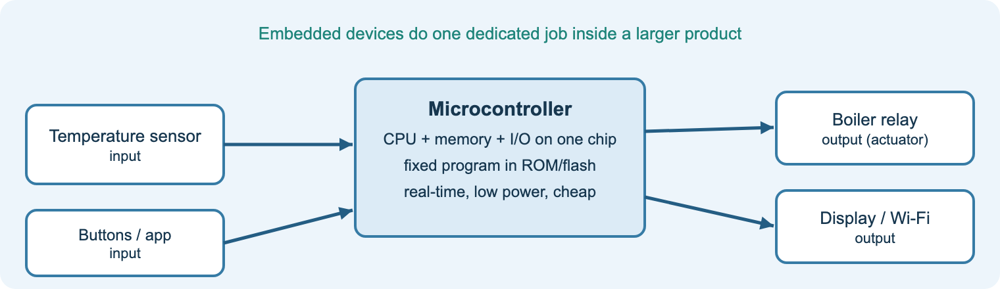 Embedded devices do one dedicated job inside a larger product
Temperature sensor
input
Buttons / app
input
Microcontroller
CPU + memory + I/O on one chip
fixed program in ROM/flash
real-time, low power, cheap
Boiler relay
output (actuator)
Display / Wi-Fi
output